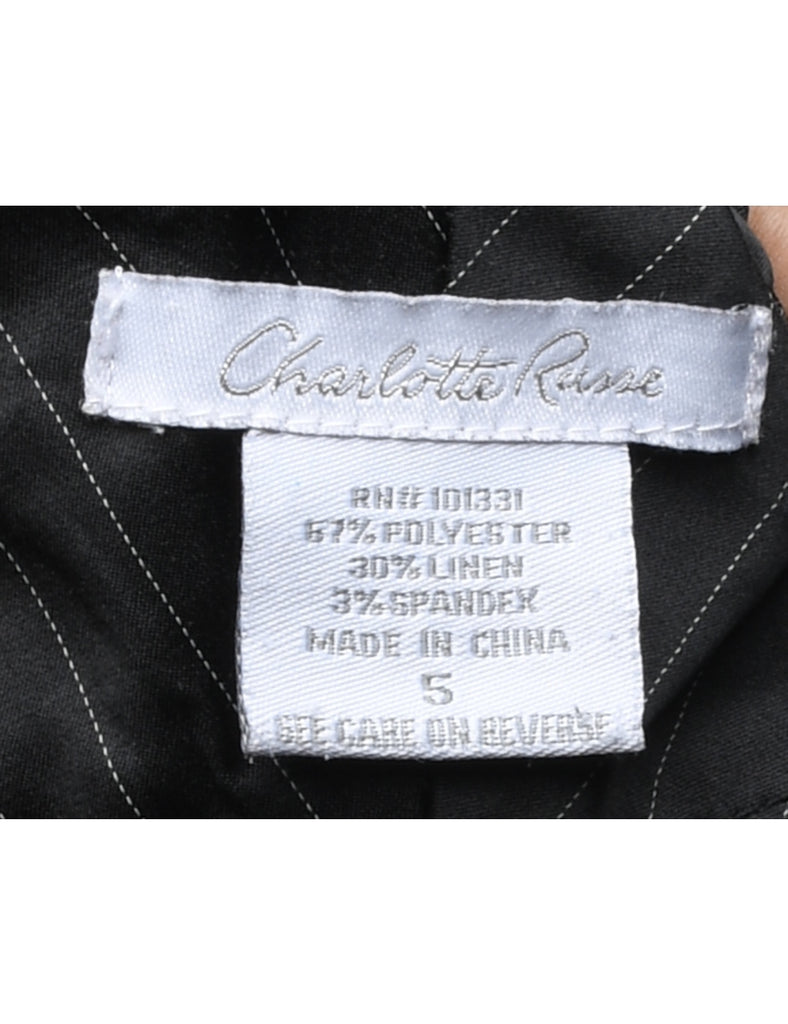 Charlotte Russe
RN# 101331
67% POLYESTER
30% LINEN
3% SPANDEX
MADE IN CHINA
5
SEE CARE ON REVERSE